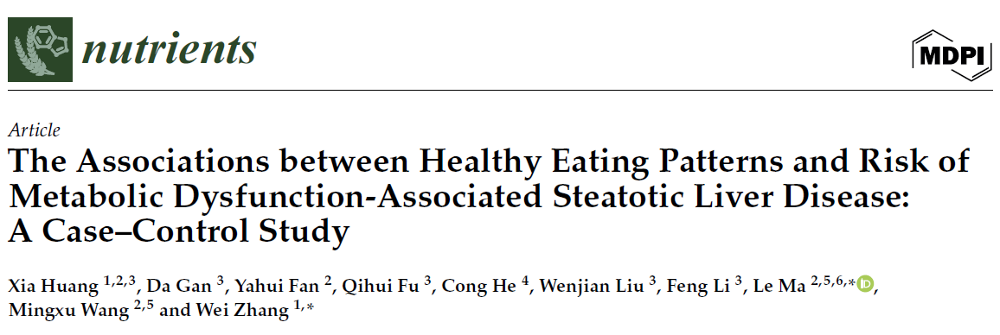 nutrients
MDPI
Article
The Associations between Healthy Eating Patterns and Risk of
Metabolic Dysfunction-Associated Steatotic Liver Disease:
A Case–Control Study
Xia Huang 1,2,3, Da Gan 3, Yahui Fan 2, Qihui Fu 3, Cong He 4, Wenjian Liu 3, Feng Li 3, Le Ma 2,5,6,* iD,
Mingxu Wang 2,5 and Wei Zhang 1,*